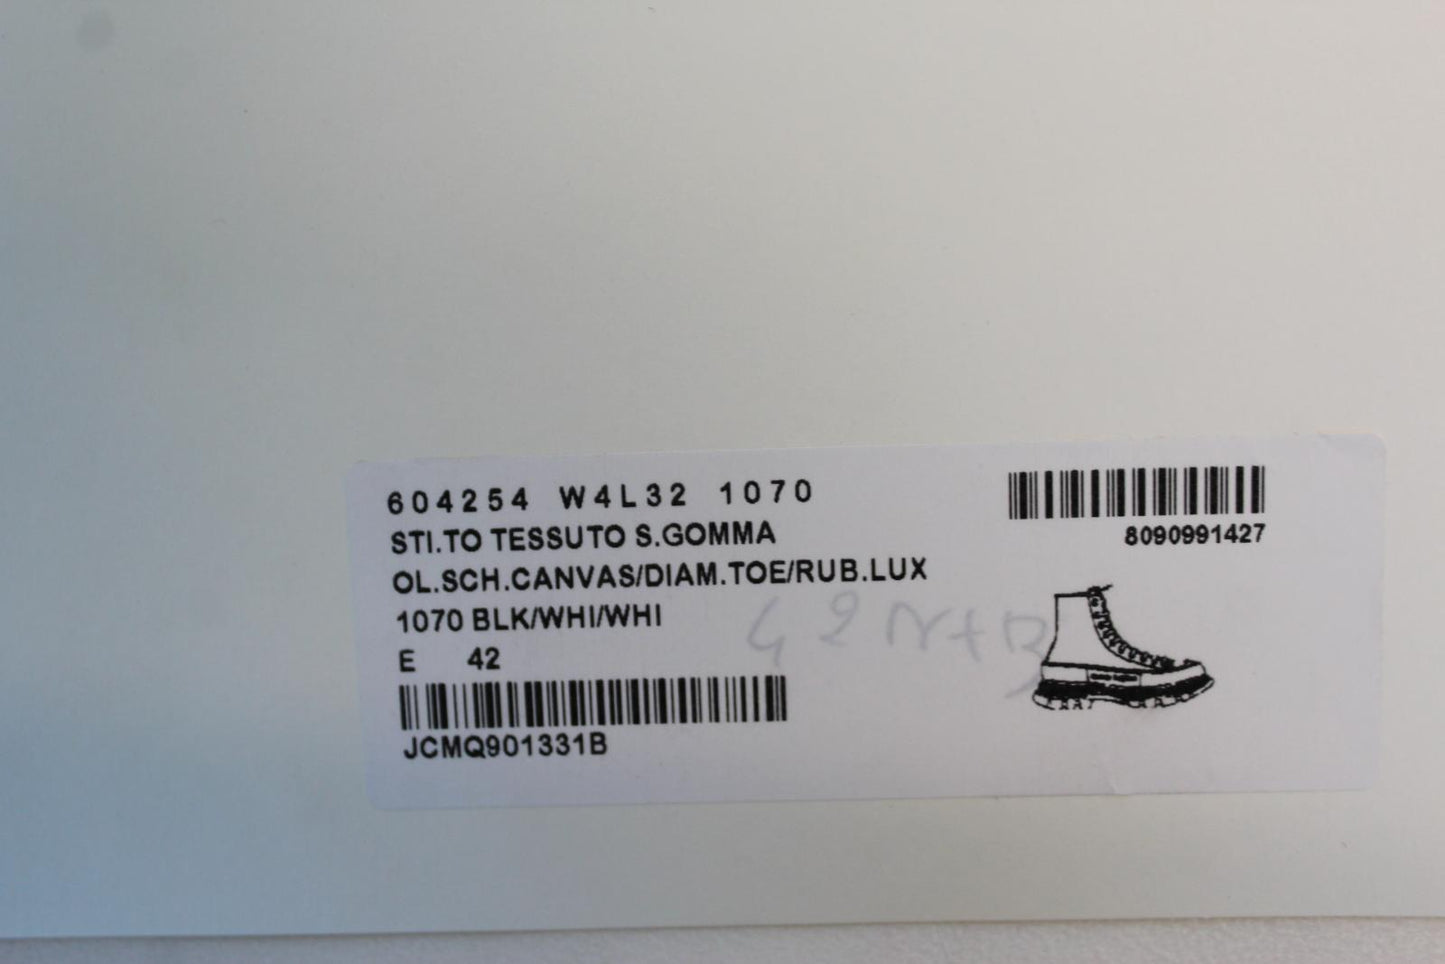 604254 W4L32 1070
8090991427
STI.TO TESSUTO S.GOMMA
OL.SCH.CANVAS/DIAM.TOE/RUB.LUX
1070 BLK/WHI/WHI
E 42
JCMQ901331B
42